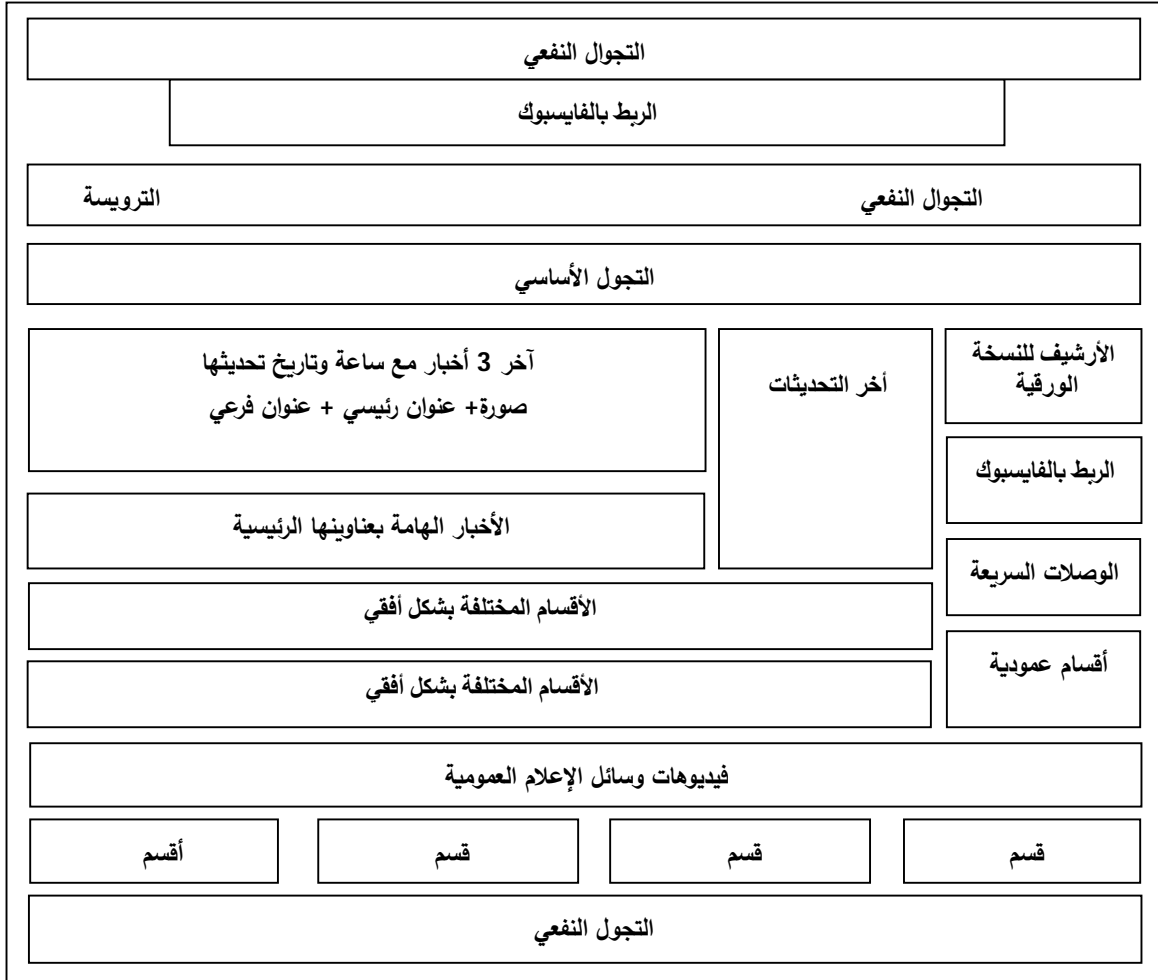 التجوال النفعي
الربط بالفايسبوك
التجوال النفعي
الترويسة
التجول الأساسي
الأرشيف للنسخة
الورقية
أخر التحديثات
آخر 3 أخبار مع ساعة وتاريخ تحديثها
صورة+ عنوان رئيسي + عنوان فرعي
الربط بالفايسبوك
الأخبار الهامة بعناوينها الرئيسية
الوصلات السريعة
الأقسام المختلفة بشكل أفقي
أقسام عمودية
الأقسام المختلفة بشكل أفقي
فيديوهات وسائل الإعلام العمومية
قسم
قسم
قسم
أقسم
التجول النفعي